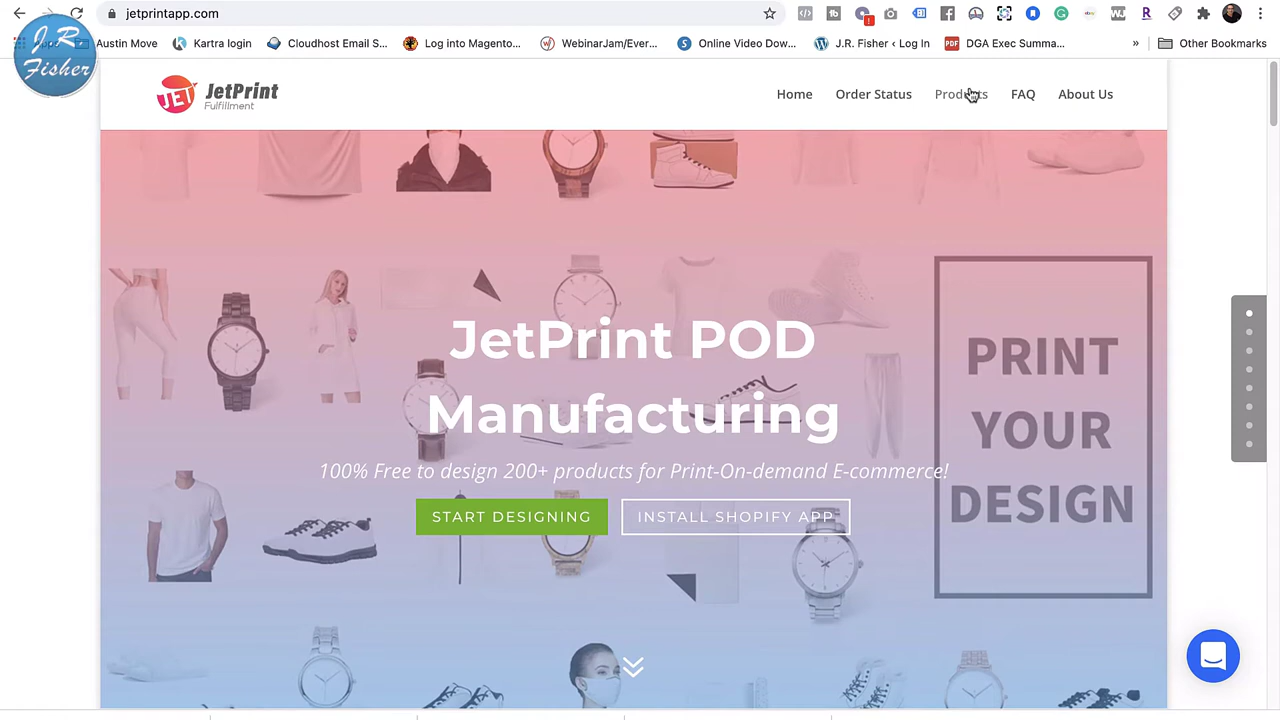 jetprintapp.com
J.R
Fisher
Apps
Austin Move
Kartra login
Cloudhost Email S...
Log into Magento...
WebinarJam/Ever...
Online Video Dow...
J.R. Fisher ‹ Log In
PDF
DGA Exec Summa...
»
Other Bookmarks
JET
JetPrint
Fulfillment
Home
Order Status
Products
FAQ
About Us
JetPrint POD
Manufacturing
100% Free to design 200+ products for Print-On-demand E-commerce!
START DESIGNING
INSTALL SHOPIFY APP
PRINT
YOUR
DESIGN